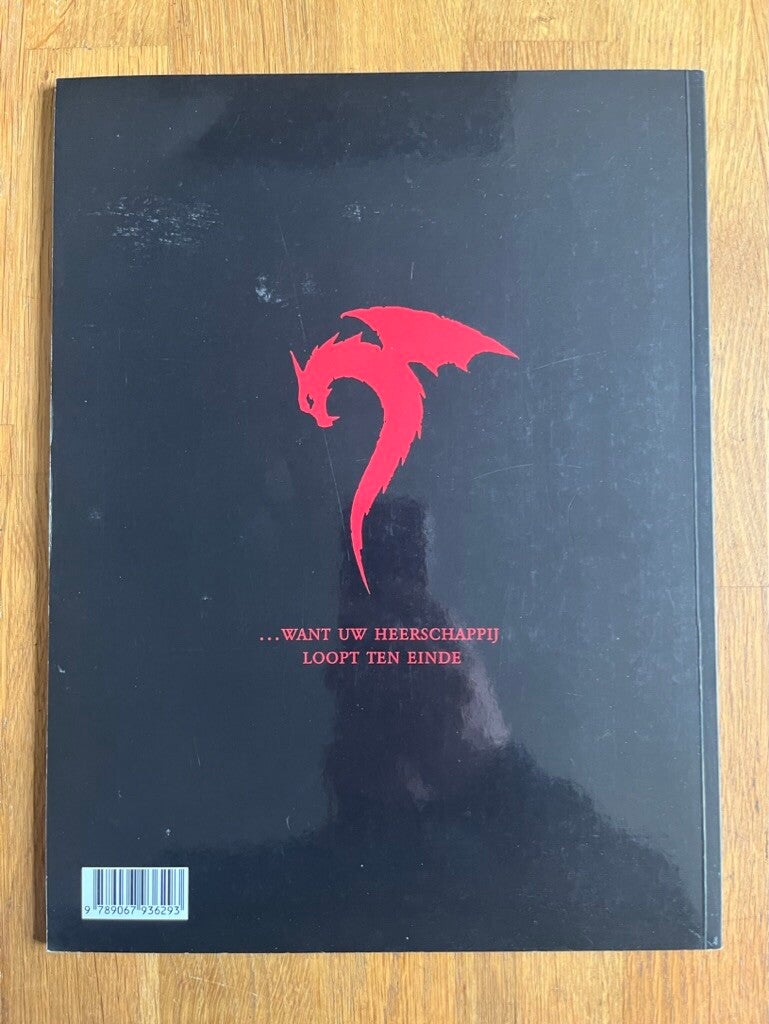 ...WANT UW HEERSCHAPPIJ
LOOPT TEN EINDE
9 789067 936293